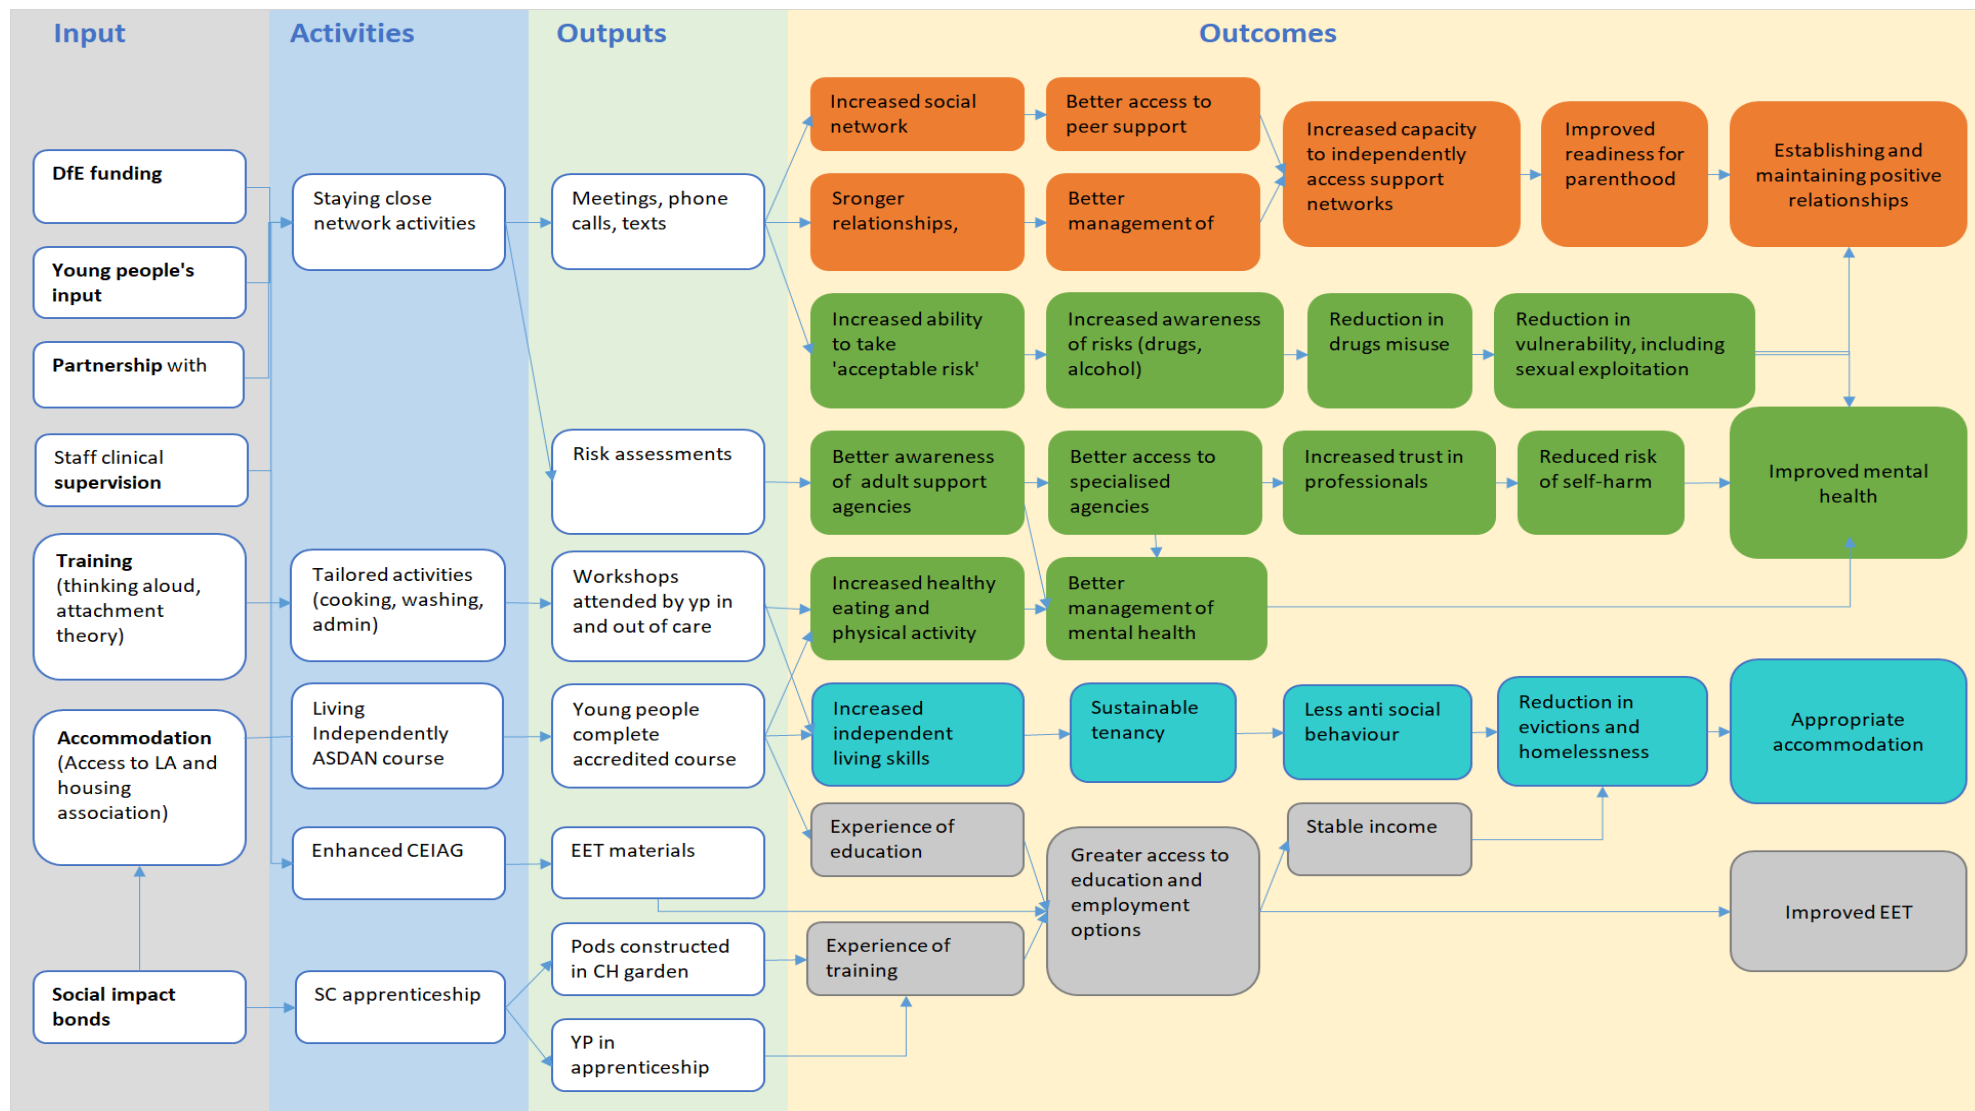 Input
Activities
Outputs
Outcomes
DfE funding
Young people's
input
Partnership with
Staff clinical
supervision
Training
(thinking aloud,
attachment
theory)
Accommodation
(Access to LA and
housing
association)
Social impact
bonds
Staying close
network activities
Tailored activities
(cooking, washing,
admin)
Living
Independently
ASDAN course
Enhanced CEIAG
SC apprenticeship
Meetings, phone
calls, texts
Risk assessments
Workshops
attended by yp in
and out of care
Young people
complete
accredited course
EET materials
Pods constructed
in CH garden
YP in
apprenticeship
Increased social
network
Better access to
peer support
Sronger
relationships,
Better
management of
Increased capacity
to independently
access support
networks
Improved
readiness for
parenthood
Establishing and
maintaining positive
relationships
Increased ability
to take
'acceptable risk'
Increased awareness
of risks (drugs,
alcohol)
Reduction in
drugs misuse
Reduction in
vulnerability, including
sexual exploitation
Better awareness
of adult support
agencies
Better access to
specialised
agencies
Increased trust in
professionals
Reduced risk
of self-harm
Improved mental
health
Increased healthy
eating and
physical activity
Better
management of
mental health
Increased
independent
living skills
Sustainable
tenancy
Less anti social
behaviour
Reduction in
evictions and
homelessness
Appropriate
accommodation
Experience of
education
Greater access to
education and
employment
options
Stable income
Experience of
training
Improved EET